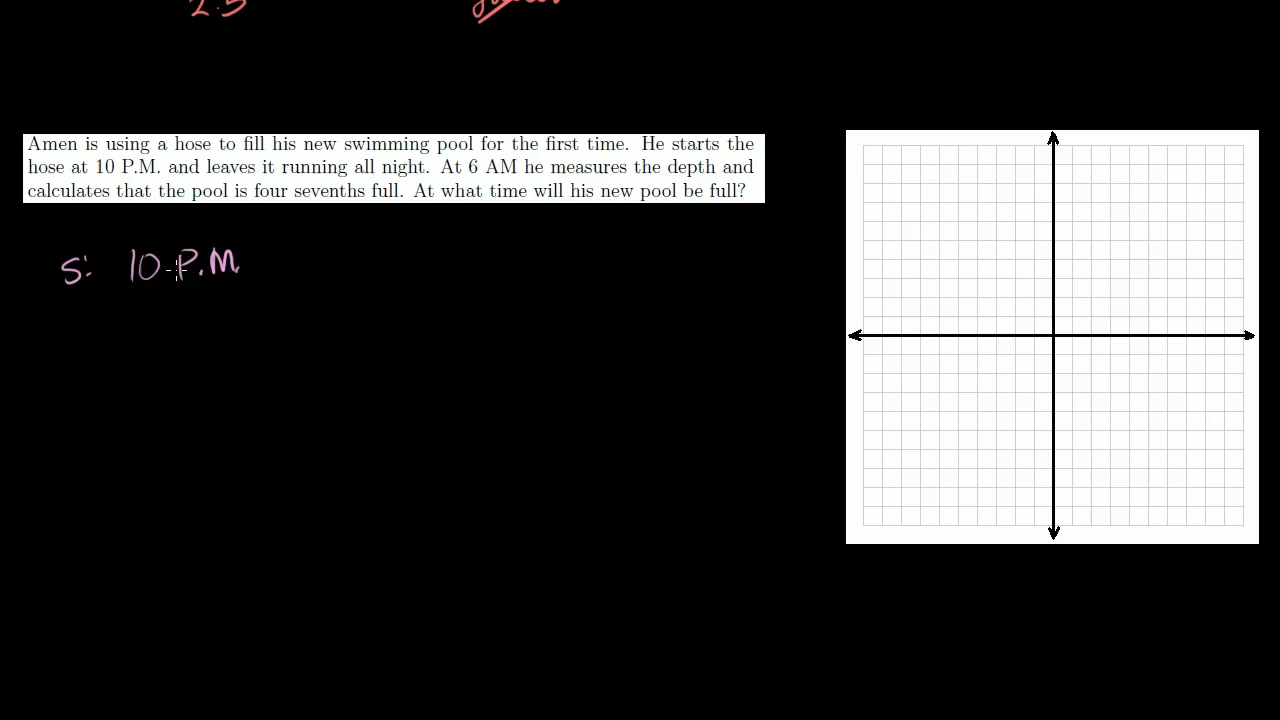 2.5
Amen is using a hose to fill his new swimming pool for the first time. He starts the
hose at 10 P.M. and leaves it running all night. At 6 AM he measures the depth and
calculates that the pool is four sevenths full. At what time will his new pool be full?
S: 10 P.M.